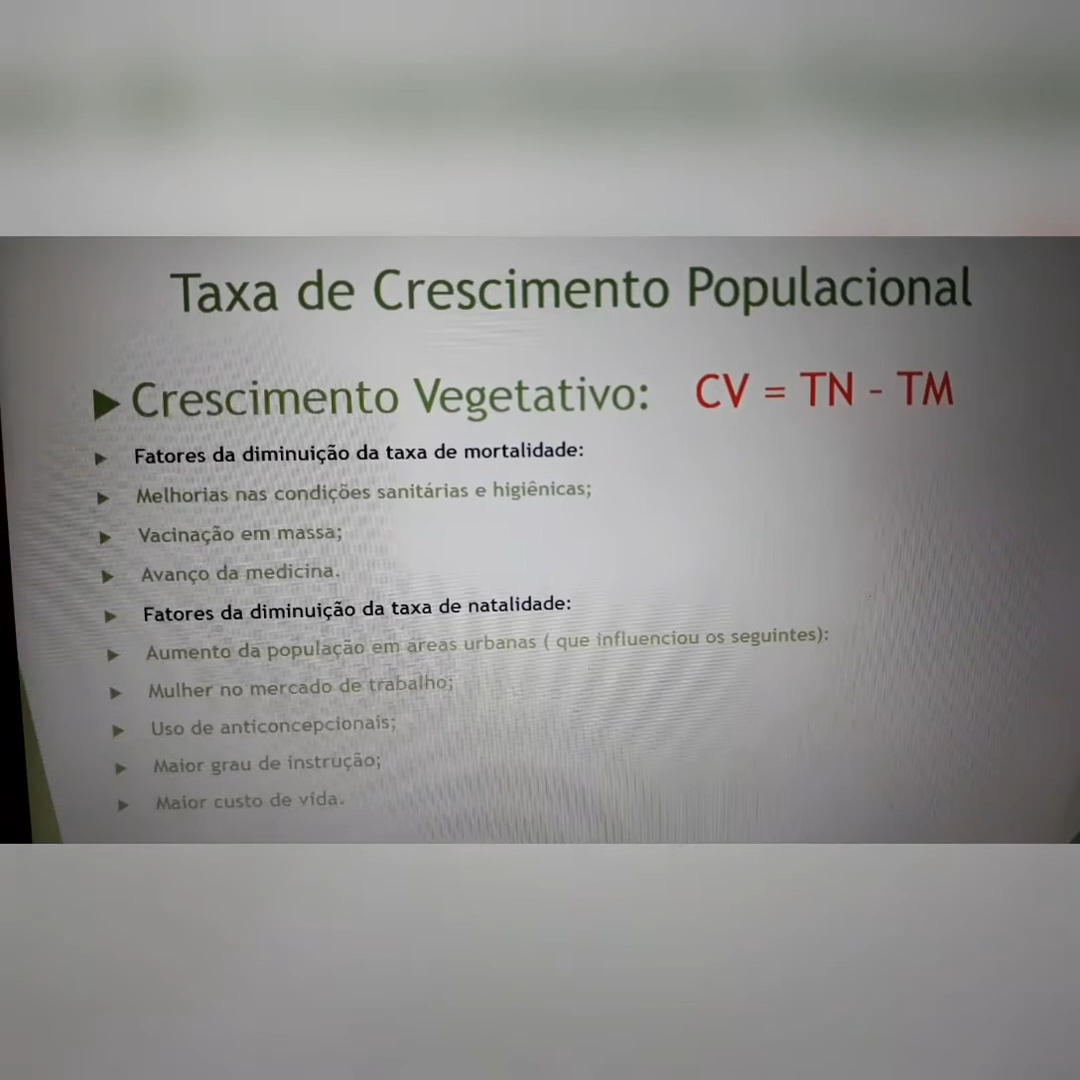 Taxa de Crescimento Populacional
Crescimento Vegetativo: CV = TN - TM
Fatores da diminuição da taxa de mortalidade:
Melhorias nas condições sanitárias e higiênicas;
Vacinação em massa;
Avanço da medicina.
Fatores da diminuição da taxa de natalidade:
Aumento da população em áreas urbanas ( que influenciou os seguintes):
Mulher no mercado de trabalho;
Uso de anticoncepcionais;
Maior grau de instrução;
Maior custo de vida.